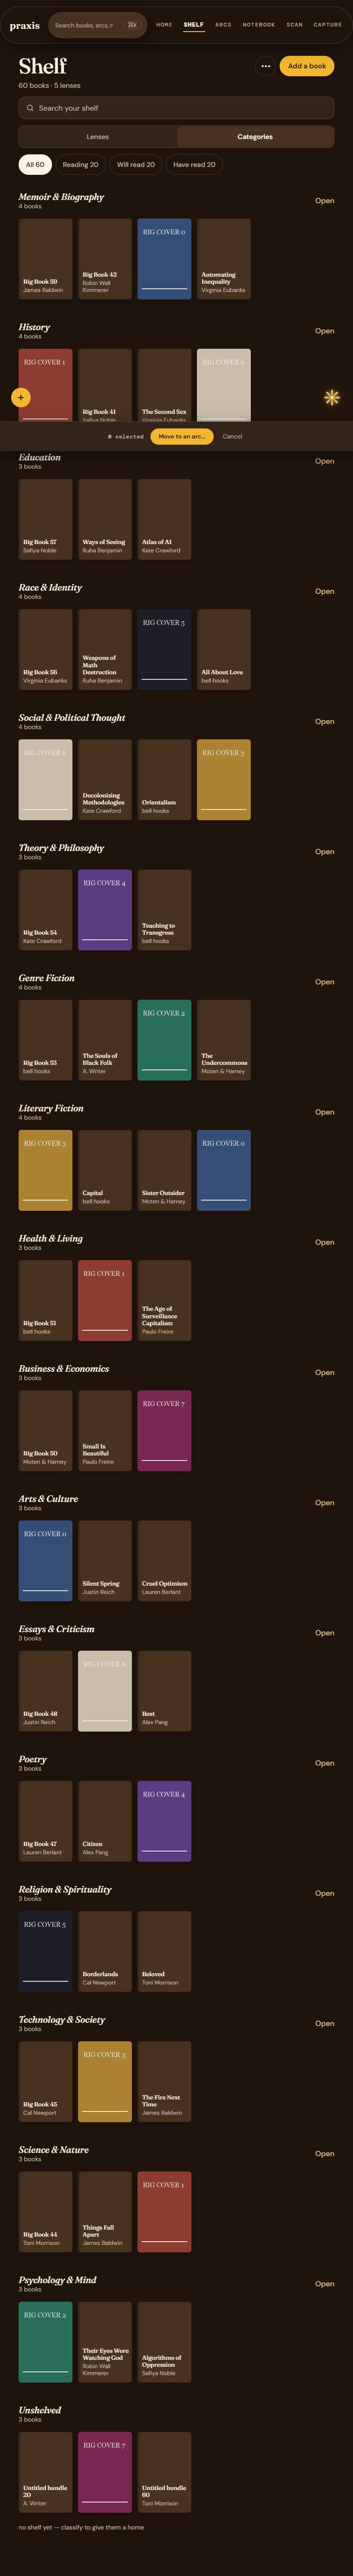 praxis
Search books, arcs, r
⌘K
HOME SHELF ARCS NOTEBOOK SCAN CAPTURE
Shelf
Add a book
60 books · 5 lenses
Search your shelf
Lenses Categories
All 60 Reading 20 Will read 20 Have read 20
Memoir & Biography
4 books
Open
Rig Book 59
James Baldwin
Rig Book 42
Robin Wall
Kimmerer
RIG COVER 0
Automating
Inequality
Virginia Eubanks
History
4 books
Open
RIG COVER 1
Rig Book 41
Safiya Noble
The Second Sex
RIG COVER 6
0 selected Move to an arc... Cancel
Education
3 books
Open
Rig Book 57
Safiya Noble
Ways of Seeing
Ruha Benjamin
Atlas of AI
Kate Crawford
Race & Identity
4 books
Open
Rig Book 56
Virginia Eubanks
Weapons of
Math
Destruction
Ruha Benjamin
RIG COVER 5
All About Love
bell hooks
Social & Political Thought
4 books
Open
RIG COVER 6
Decolonizing
Methodologies
Kate Crawford
Orientalism
bell hooks
RIG COVER 3
Theory & Philosophy
3 books
Open
Rig Book 54
Kate Crawford
RIG COVER 4
Teaching to
Transgress
bell hooks
Genre Fiction
4 books
Open
Rig Book 53
bell hooks
The Souls of
Black Folk
A. Writer
RIG COVER 2
The
Undercommons
Moten & Harney
Literary Fiction
4 books
Open
RIG COVER 3
Capital
bell hooks
Sister Outsider
Moten & Harney
RIG COVER 0
Health & Living
3 books
Open
Rig Book 51
bell hooks
RIG COVER 1
The Age of
Surveillance
Capitalism
Paulo Freire
Business & Economics
3 books
Open
Rig Book 50
Moten & Harney
Small Is
Beautiful
Paulo Freire
RIG COVER 7
Arts & Culture
3 books
Open
RIG COVER 0
Silent Spring
Justin Reich
Cruel Optimism
Lauren Berlant
Essays & Criticism
3 books
Open
Rig Book 48
Justin Reich
RIG COVER 6
Rest
Alex Pang
Poetry
3 books
Open
Rig Book 47
Lauren Berlant
Citizen
Alex Pang
RIG COVER 4
Religion & Spirituality
3 books
Open
RIG COVER 5
Borderlands
Cal Newport
Beloved
Toni Morrison
Technology & Society
3 books
Open
Rig Book 45
Cal Newport
RIG COVER 3
The Fire Next
Time
James Baldwin
Science & Nature
3 books
Open
Rig Book 44
Toni Morrison
Things Fall
Apart
James Baldwin
RIG COVER 1
Psychology & Mind
3 books
Open
RIG COVER 2
Their Eyes Were
Watching God
Robin Wall
Kimmerer
Algorithms of
Oppression
Safiya Noble
Unshelved
3 books
Untitled bundle
20
A. Writer
RIG COVER 7
Untitled bundle
60
Toni Morrison
no shelf yet — classify to give them a home